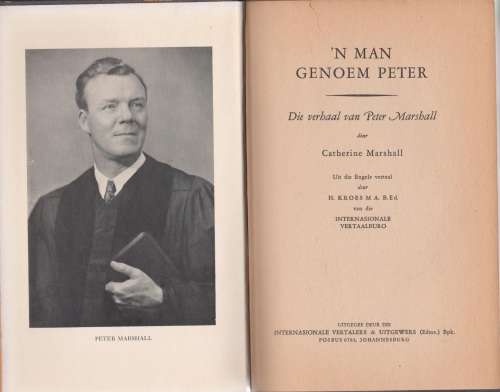 PETER MARSHALL
'N MAN
GENOEM PETER
Die verhaal van Peter Marshall
deur
Catherine Marshall
Uit die Engels vertaal
deur
H. KROES M A. B.Ed.
van die
INTERNASIONALE
VERTAALBURO
UITGEGEE DEUR DIE
INTERNASIONALE VERTALERS & UITGEWERS (Edms.) Bpk.
POSBUS 6764, JOHANNESBURG